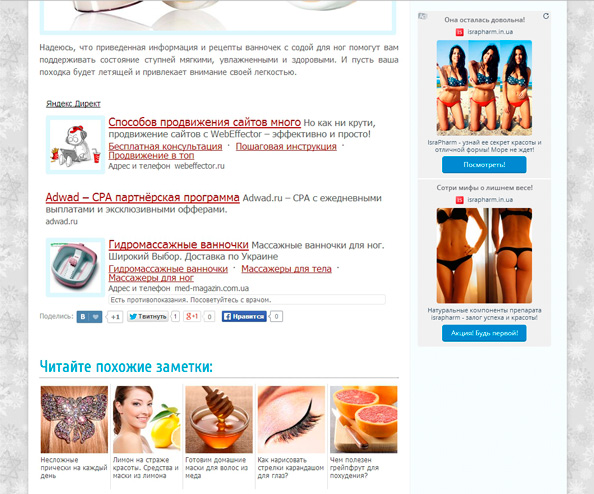 Надеюсь, что приведенная информация и рецепты ванночек с содой для ног помогут вам
поддерживать состояние ступней мягкими, увлажненными и здоровыми. И пусть ваша
походка будет летящей и привлекает внимание своей легкостью.
Яндекс Директ
Способов продвижения сайтов много Но как ни крути,
продвижение сайтов с WebEffector – эффективно и просто!
Бесплатная консультация · Пошаговая инструкция ·
Продвижение в топ
Адрес и телефон webeffector.ru
Adwad – CPA партнёрская программа Adwad.ru – CPA с ежедневными
выплатами и эксклюзивными офферами.
adwad.ru
Гидромассажные ванночки Массажные ванночки для ног.
Широкий Выбор. Доставка по Украине
Гидромассажные ванночки · Массажеры для тела ·
Массажеры для ног
Адрес и телефон med-magazin.com.ua
Есть противопоказания. Посоветуйтесь с врачом.
Поделись: B +1 Твитнуть 1 g+1 0 Нравится 0
Читайте похожие заметки:
Несложные
прически на каждый
день
Лимон на страже
красоты. Средства и
маски из лимона
Готовим домашние
маски для волос из
меда
Как нарисовать
стрелки карандашом
для глаз?
Чем полезен
грейпфрут для
похудения?
Она осталась довольна!
israpharm.in.ua
IsraPharm - узнай ее секрет красоты и
отличной формы! Море не ждет!
Посмотреть!
Сотри мифы о лишнем весе!
israpharm.in.ua
Натуральные компоненты препарата
Israpharm - залог успеха и красоты!
Акция! Будь первой!